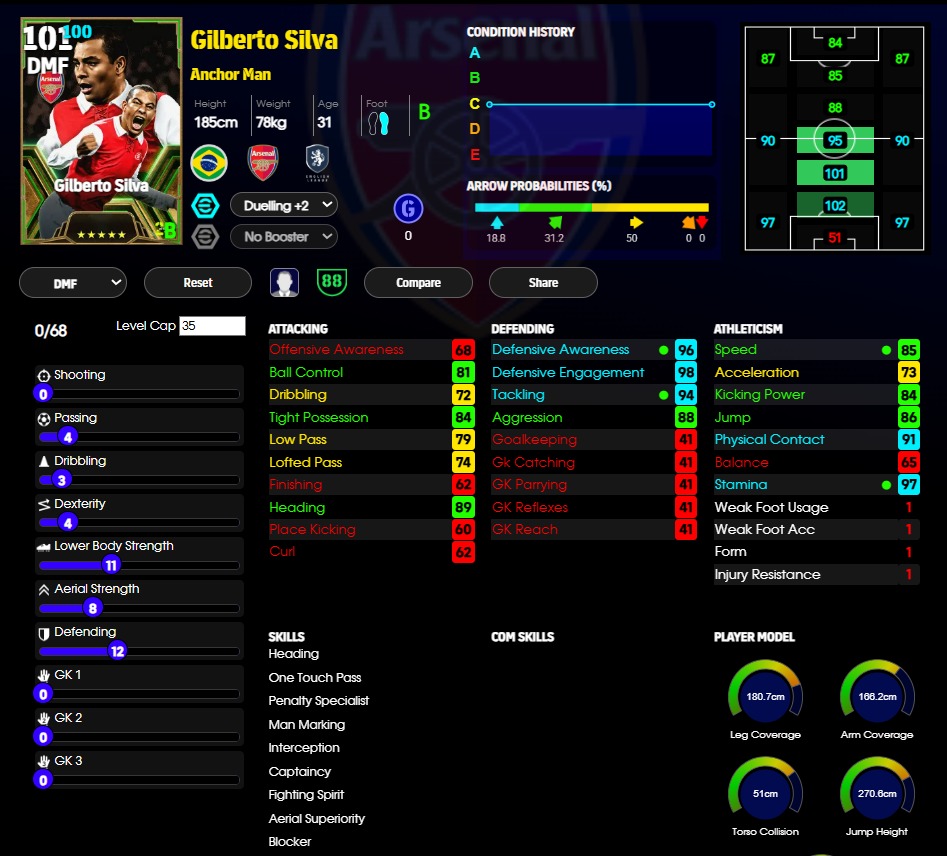 101 100
DMF
Arsenal
Gilberto Silva
B
Gilberto Silva
Anchor Man
Height Weight Age Foot
185cm 78kg 31 B
Arsenal
Duelling +2
No Booster
G
0
CONDITION HISTORY
A
B
C
D
E
ARROW PROBABILITIES (%)
18.8 31.2 50 0 0
84
87 87
85
88
90 95 90
101
102
97 97
51
DMF Reset 88 Compare Share
0/68 Level Cap 35
Shooting
0
Passing
4
Dribbling
3
Dexterity
4
Lower Body Strength
11
Aerial Strength
8
Defending
12
GK 1
0
GK 2
0
GK 3
0
ATTACKING
Offensive Awareness 68
Ball Control 81
Dribbling 72
Tight Possession 84
Low Pass 79
Lofted Pass 74
Finishing 62
Heading 89
Place Kicking 60
Curl 62
DEFENDING
Defensive Awareness 96
Defensive Engagement 98
Tackling 94
Aggression 88
Goalkeeping 41
Gk Catching 41
GK Parrying 41
GK Reflexes 41
GK Reach 41
ATHLETICISM
Speed 85
Acceleration 73
Kicking Power 84
Jump 86
Physical Contact 91
Balance 65
Stamina 97
Weak Foot Usage 1
Weak Foot Acc 1
Form 1
Injury Resistance 1
SKILLS
Heading
One Touch Pass
Penalty Specialist
Man Marking
Interception
Captaincy
Fighting Spirit
Aerial Superiority
Blocker
COM SKILLS
PLAYER MODEL
180.7cm 166.2cm
Leg Coverage Arm Coverage
51cm 270.6cm
Torso Collision Jump Height